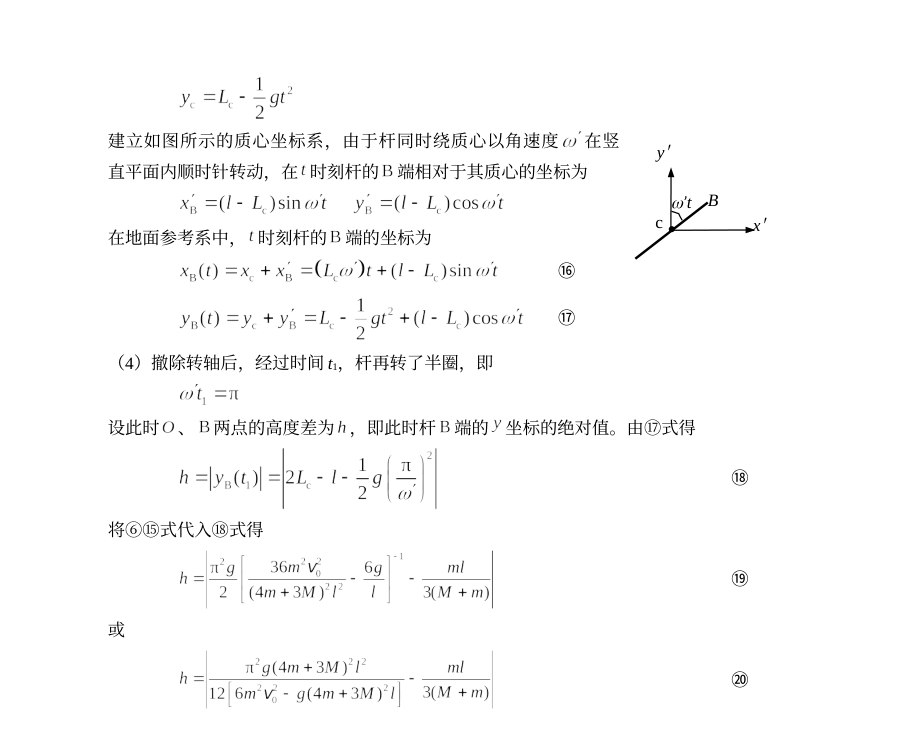 y_c = L_c - \frac{1}{2}gt^2
建立如图所示的质心坐标系，由于杆同时绕质心以角速度 ω′ 在竖
直平面内顺时针转动，在 t 时刻杆的 B 端相对于其质心的坐标为
x′_B = (l - L_c) sin ω′t   y′_B = (l - L_c) cos ω′t
在地面参考系中， t 时刻杆的 B 端的坐标为
x_B(t) = x_c + x′_B = (L_c ω′)t + (l - L_c) sin ω′t ⑯
y_B(t) = y_c + y′_B = L_c - \frac{1}{2}gt^2 + (l - L_c) cos ω′t ⑰
y′
ω′t
B
c
x′
（4）撤除转轴后，经过时间 t_1，杆再转了半圈，即
ω′t_1 = π
设此时 O 、 B 两点的高度差为 h ，即此时杆 B 端的 y 坐标的绝对值。由⑰式得
h = |y_B(t_1)| = \left| 2L_c - l - \frac{1}{2}g\left(\frac{π}{ω′}\right)^2 \right| ⑱
将⑥⑮式代入⑱式得
h = \left| \frac{π^2 g}{2} \left[ \frac{36m^2 v_0^2}{(4m+3M)^2 l^2} - \frac{6g}{l} \right]^{-1} - \frac{ml}{3(M+m)} \right| ⑲
或
h = \left| \frac{π^2 g(4m+3M)^2 l^2}{12[6m^2 v_0^2 - g(4m+3M)^2 l]} - \frac{ml}{3(M+m)} \right| ⑳